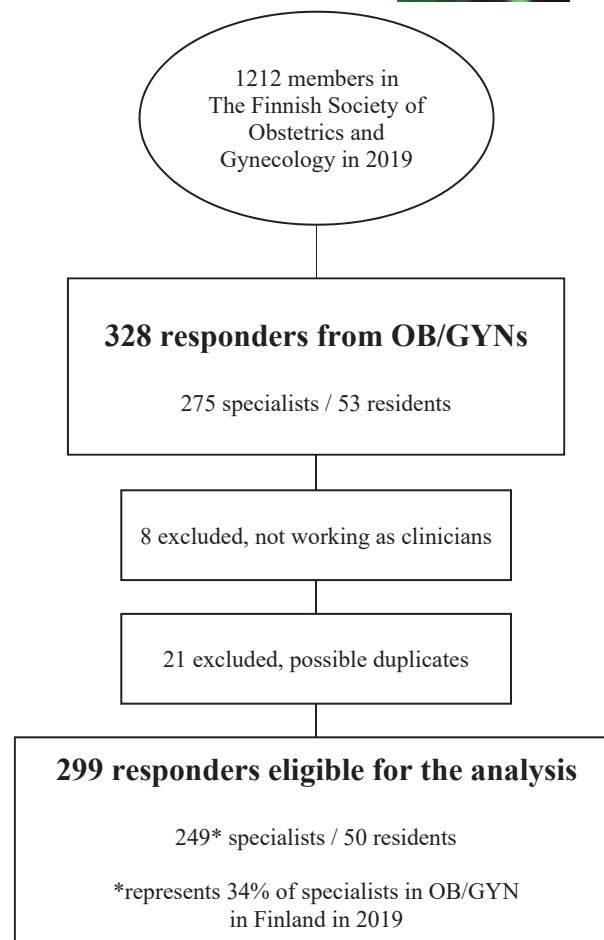 1212 members in
The Finnish Society of
Obstetrics and
Gynecology in 2019
328 responders from OB/GYNs
275 specialists / 53 residents
8 excluded, not working as clinicians
21 excluded, possible duplicates
299 responders eligible for the analysis
249* specialists / 50 residents
*represents 34% of specialists in OB/GYN
in Finland in 2019